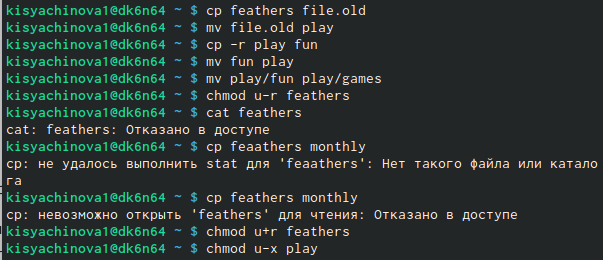 kisyachinova1@dk6n64 ~ $ cp feathers file.old
kisyachinova1@dk6n64 ~ $ mv file.old play
kisyachinova1@dk6n64 ~ $ cp -r play fun
kisyachinova1@dk6n64 ~ $ mv fun play
kisyachinova1@dk6n64 ~ $ mv play/fun play/games
kisyachinova1@dk6n64 ~ $ chmod u-r feathers
kisyachinova1@dk6n64 ~ $ cat feathers
cat: feathers: Отказано в доступе
kisyachinova1@dk6n64 ~ $ cp feaathers monthly
cp: не удалось выполнить stat для 'feaathers': Нет такого файла или катало
га
kisyachinova1@dk6n64 ~ $ cp feathers monthly
cp: невозможно открыть 'feathers' для чтения: Отказано в доступе
kisyachinova1@dk6n64 ~ $ chmod u+r feathers
kisyachinova1@dk6n64 ~ $ chmod u-x play